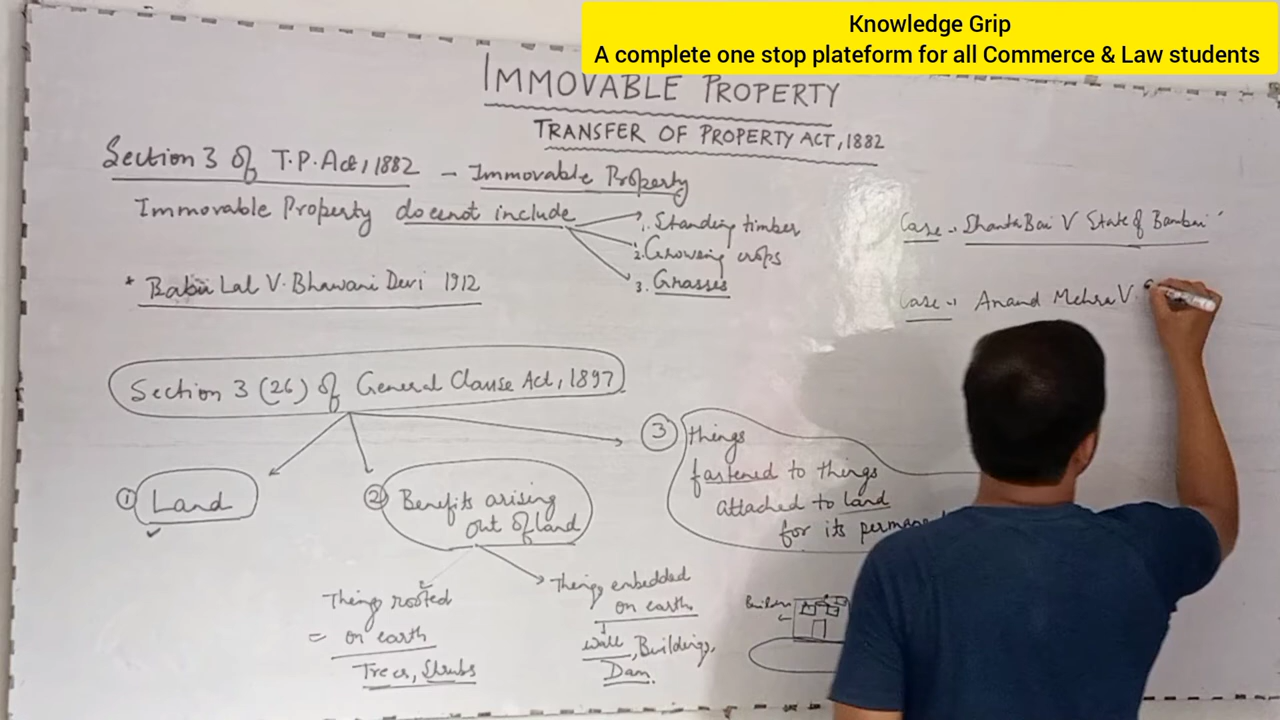 Knowledge Grip
A complete one stop plateform for all Commerce & Law students
IMMOVABLE PROPERTY
TRANSFER OF PROPERTY ACT, 1882
Section 3 of T.P. Act, 1882 - Immovable Property
Immovable Property doesnot include
1. Standing timber
2. Growing crops
3. Grasses
* Babu Lal V. Bhawani Devi 1912
Case - Shanta Bai V State of Bombai
Case - Anand Mehra V.
Section 3 (26) of General Clause Act, 1897
① Land
② Benefits arising
out of land
③ things
fastened to things
attached to land
for its
Things rooted
= on earth
Trees, Shrubs
Things embedded
on earth
wall, Buildings,
Dam.